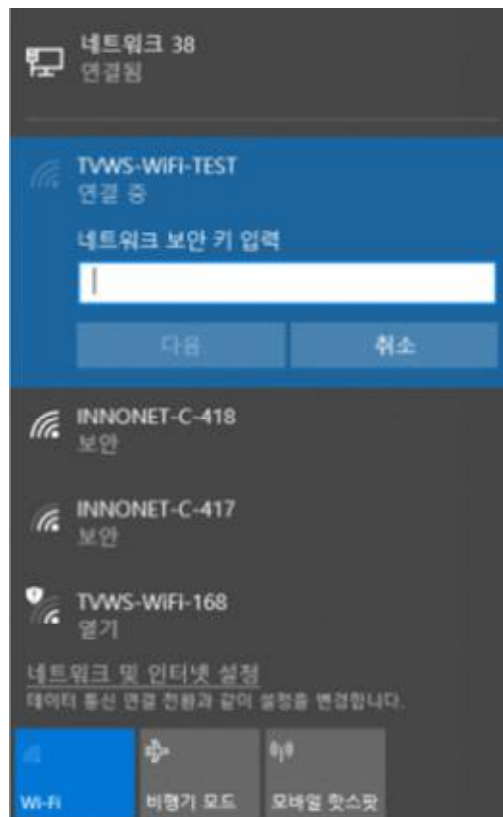 네트워크 38
연결됨
TVWS-WiFi-TEST
연결 중
네트워크 보안 키 입력
다음
취소
INNONET-C-418
보안
INNONET-C-417
보안
TVWS-WiFi-168
열기
네트워크 및 인터넷 설정
데이터 통신 연결 전환과 같이 설정을 변경합니다.
Wi-Fi
비행기 모드
모바일 핫스팟